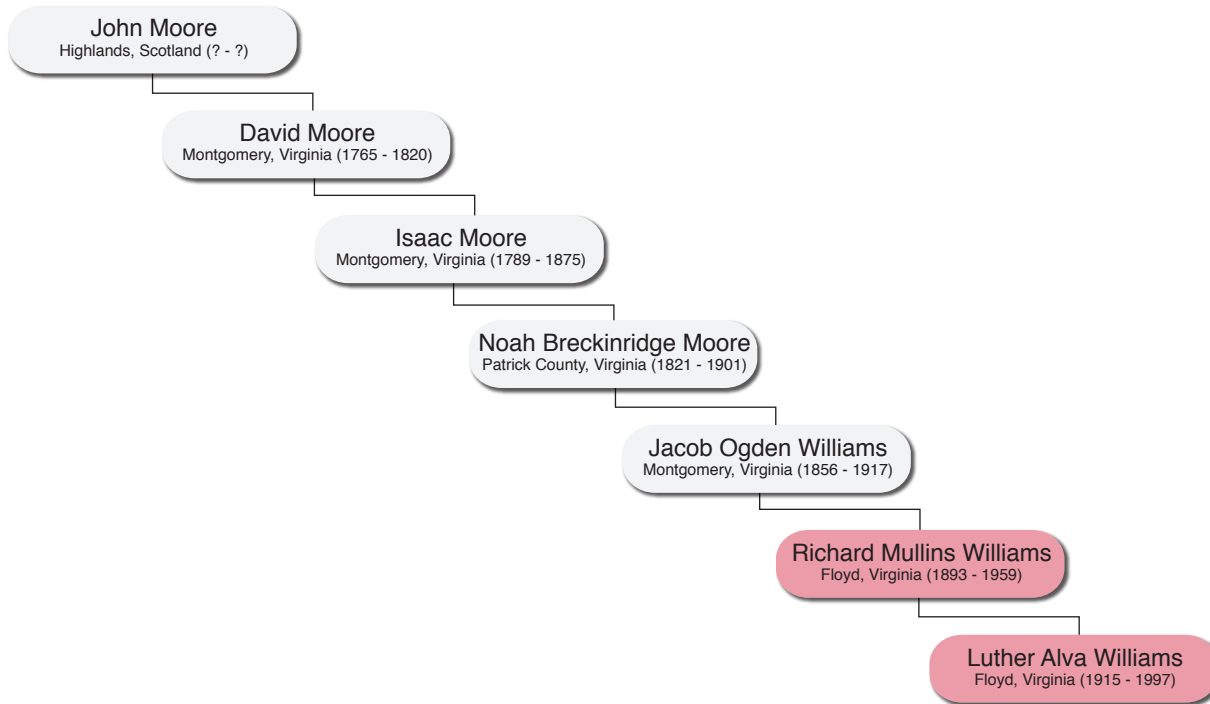 John Moore
Highlands, Scotland (? - ?)
David Moore
Montgomery, Virginia (1765 - 1820)
Isaac Moore
Montgomery, Virginia (1789 - 1875)
Noah Breckinridge Moore
Patrick County, Virginia (1821 - 1901)
Jacob Ogden Williams
Montgomery, Virginia (1856 - 1917)
Richard Mullins Williams
Floyd, Virginia (1893 - 1959)
Luther Alva Williams
Floyd, Virginia (1915 - 1997)